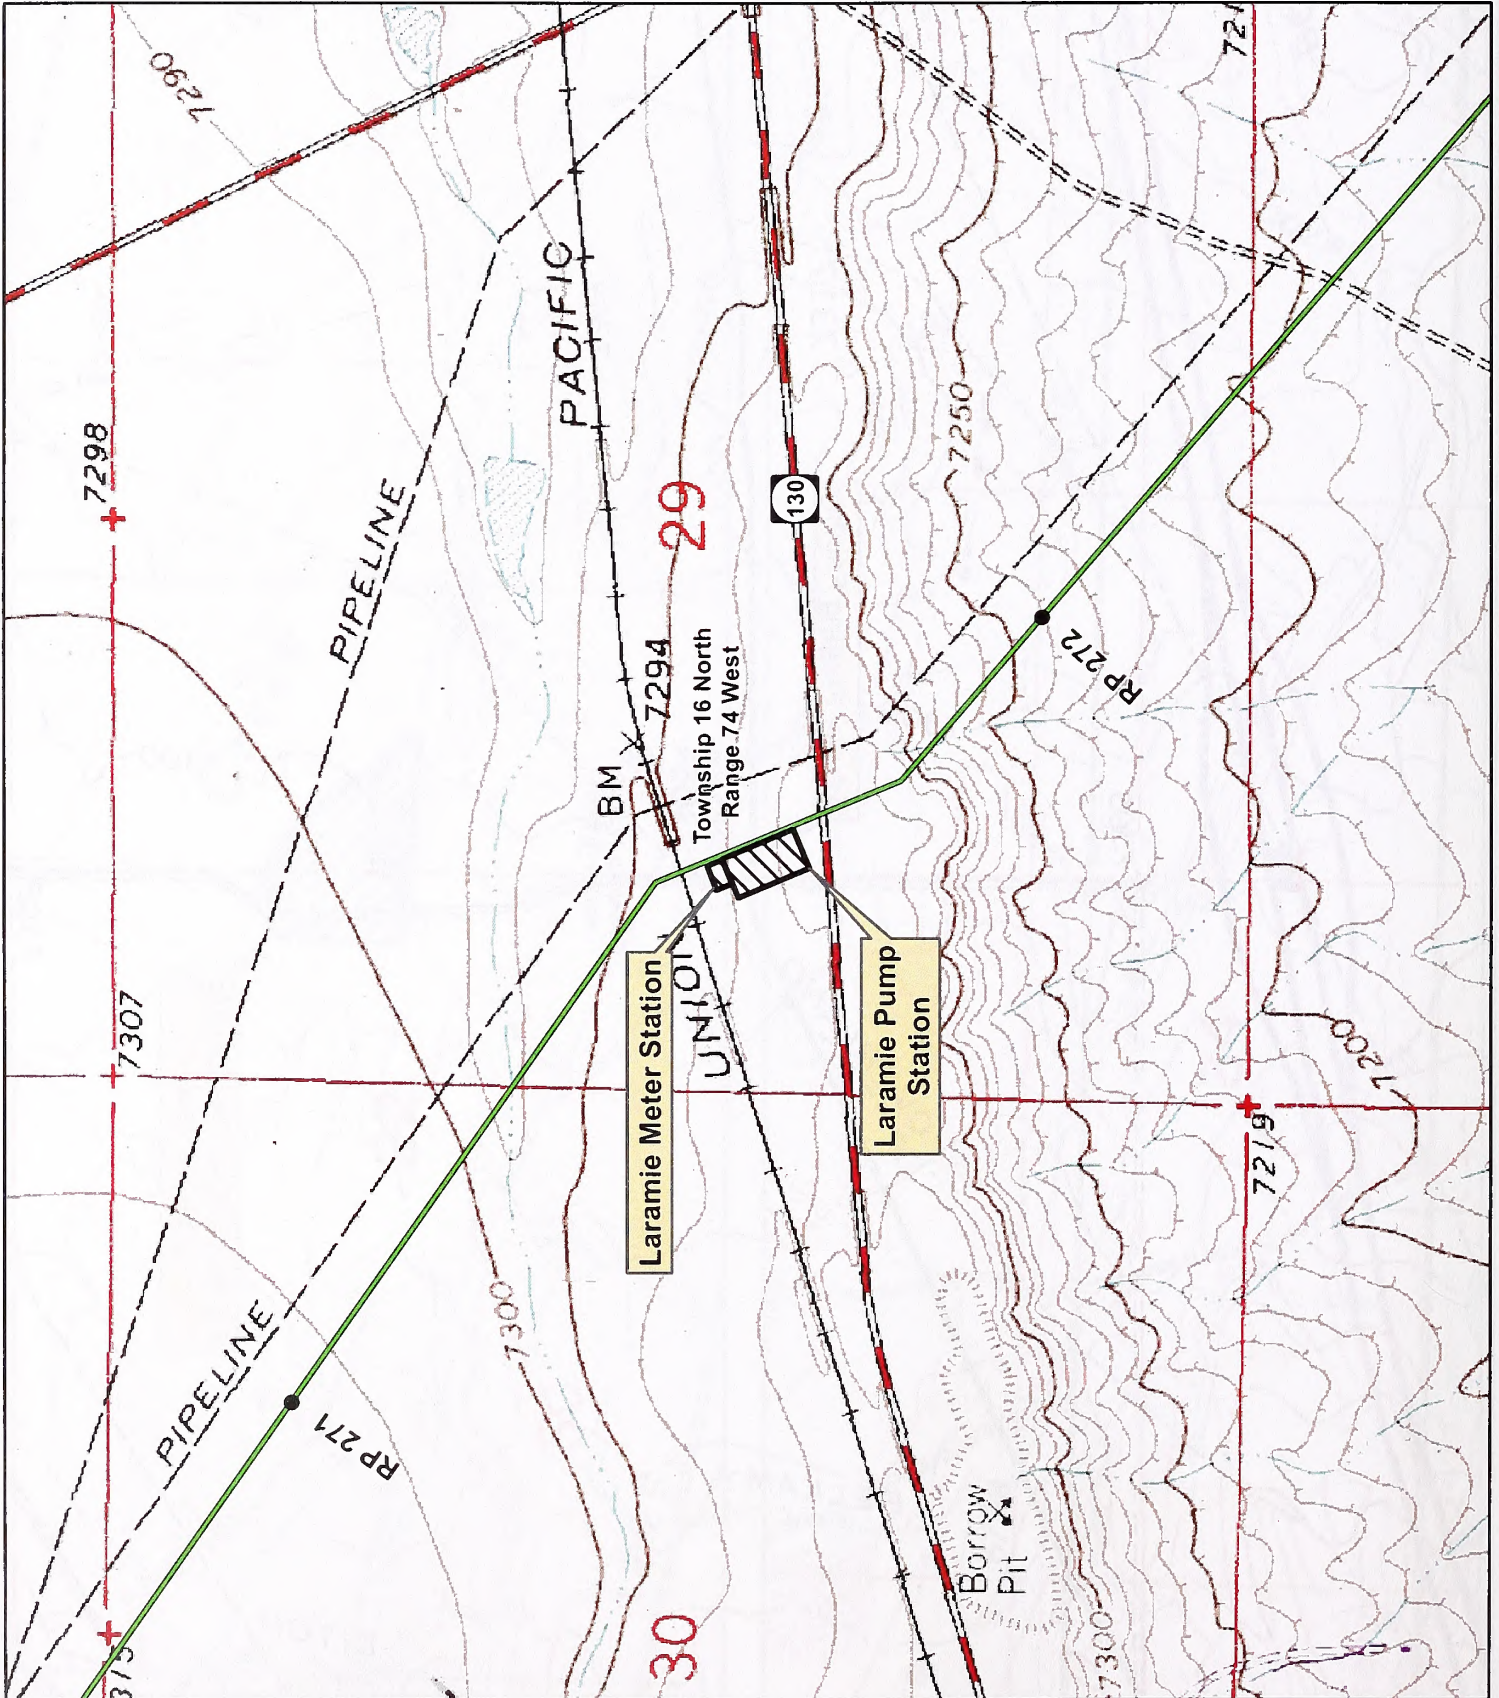 7290
7298
PIPELINE
PACIFIC
29
130
7250
7294
BM
Township 16 North
Range 74 West
RP 272
7307
Laramie Meter Station
Laramie Pump
Station
7200
7219
PIPELINE
RP 271
7300
30
Borrow
Pit
7300